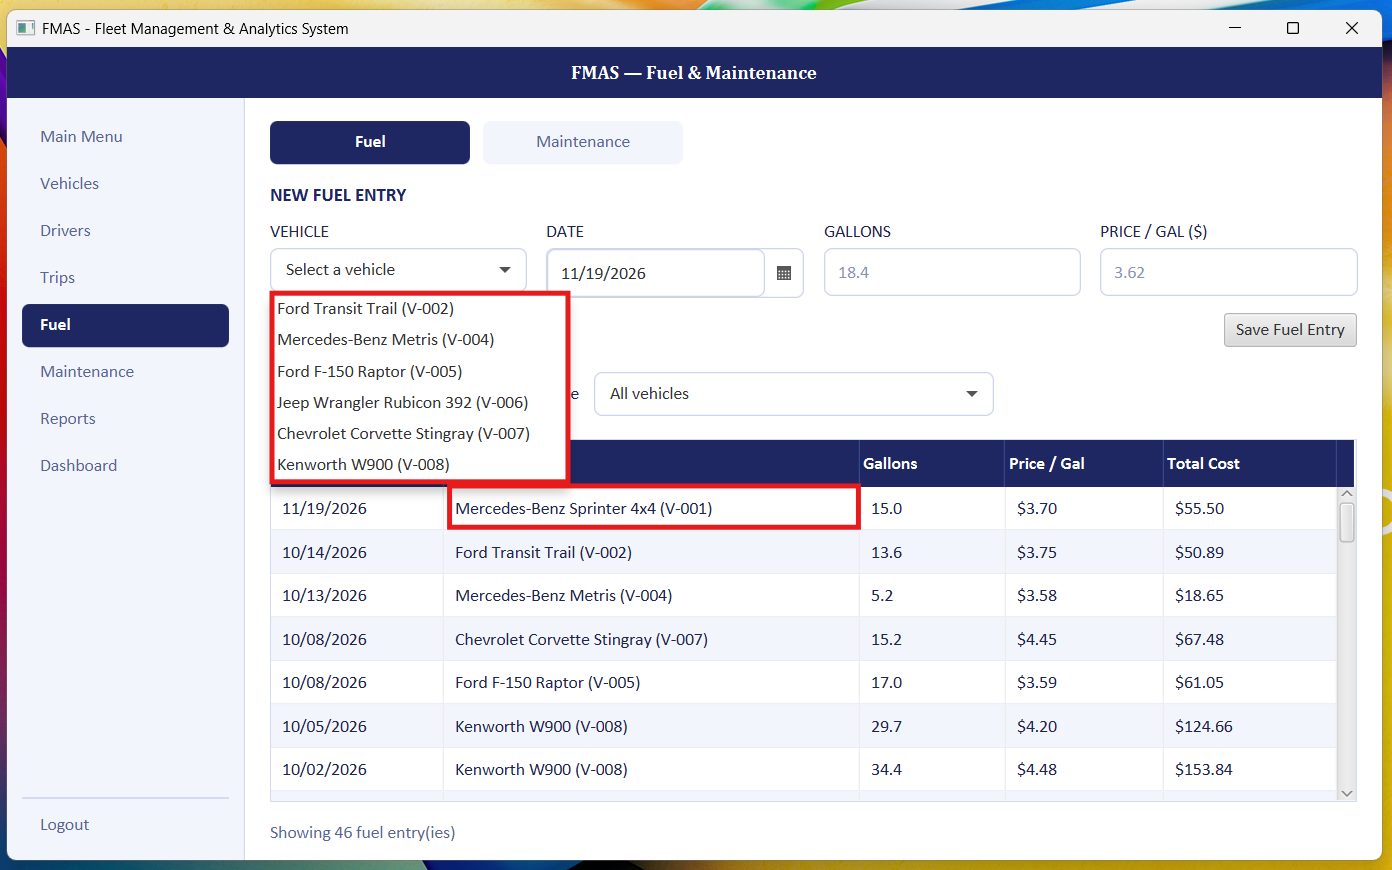 FMAS - Fleet Management & Analytics System
FMAS — Fuel & Maintenance
Main Menu
Vehicles
Drivers
Trips
Fuel
Maintenance
Reports
Dashboard
Logout
Fuel Maintenance
NEW FUEL ENTRY
VEHICLE DATE GALLONS PRICE / GAL ($)
Select a vehicle 11/19/2026 18.4 3.62
Ford Transit Trail (V-002)
Mercedes-Benz Metris (V-004)
Ford F-150 Raptor (V-005)
Jeep Wrangler Rubicon 392 (V-006)
Chevrolet Corvette Stingray (V-007)
Kenworth W900 (V-008)
Save Fuel Entry
e All vehicles
Gallons Price / Gal Total Cost
11/19/2026 Mercedes-Benz Sprinter 4x4 (V-001) 15.0 $3.70 $55.50
10/14/2026 Ford Transit Trail (V-002) 13.6 $3.75 $50.89
10/13/2026 Mercedes-Benz Metris (V-004) 5.2 $3.58 $18.65
10/08/2026 Chevrolet Corvette Stingray (V-007) 15.2 $4.45 $67.48
10/08/2026 Ford F-150 Raptor (V-005) 17.0 $3.59 $61.05
10/05/2026 Kenworth W900 (V-008) 29.7 $4.20 $124.66
10/02/2026 Kenworth W900 (V-008) 34.4 $4.48 $153.84
Showing 46 fuel entry(ies)